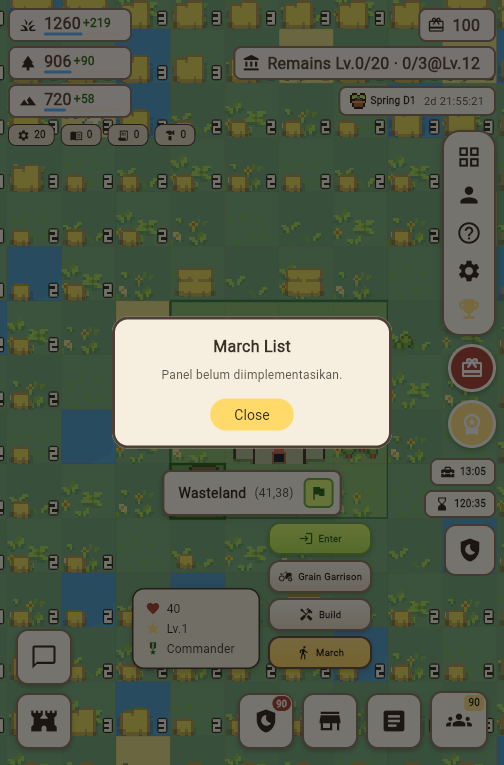 1260 +219
100
906 +90
Remains Lv.0/20 · 0/3@Lv.12
720 +58
Spring D1 2d 21:55:21
20
0
0
0
March List
Panel belum diimplementasikan.
Close
13:05
Wasteland (41,38)
120:35
Enter
Grain Garrison
40
Build
Lv.1
Commander
March
90
90